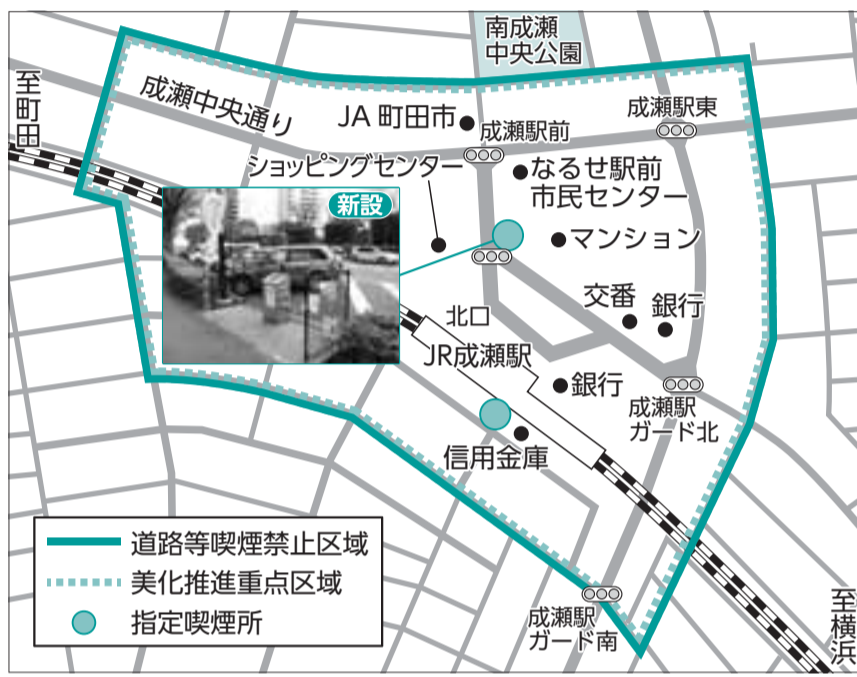 南成瀬
中央公園
至町田
成瀬中央通り
JA 町田市
成瀬駅前
成瀬駅東
ショッピングセンター
なるせ駅前
市民センター
新設
マンション
交番
銀行
北口
JR成瀬駅
銀行
成瀬駅
ガード北
信用金庫
道路等喫煙禁止区域
美化推進重点区域
指定喫煙所
成瀬駅
ガード南
至横浜